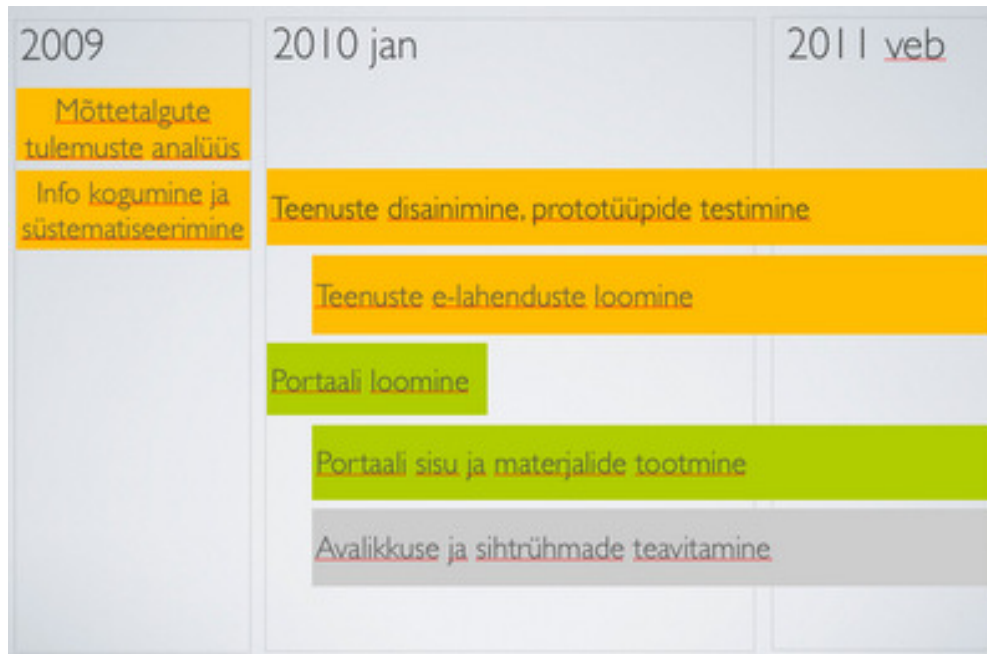 2009
2010 jan
2011 veb
Mõttetalgute
tulemuste analüüs
Info kogumine ja
süstematiseerimine
Teenuste disainimine, prototüüpide testimine
Teenuste e-lahenduste loomine
Portaali loomine
Portaali sisu ja materjalide tootmine
Avalikkuse ja sihtrühmade teavitamine